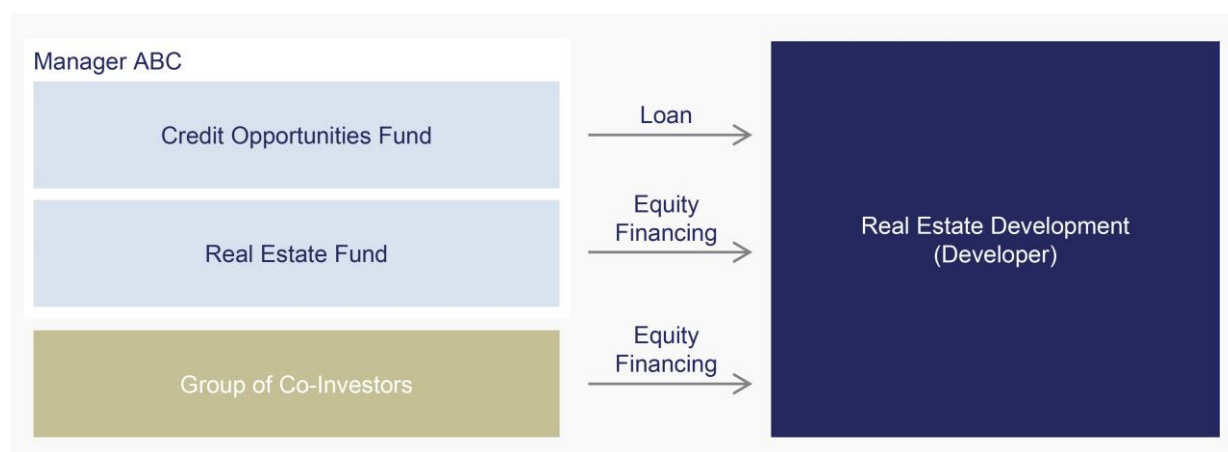 Manager ABC
Credit Opportunities Fund
Loan
Real Estate Fund
Equity
Financing
Group of Co-Investors
Equity
Financing
Real Estate Development
(Developer)